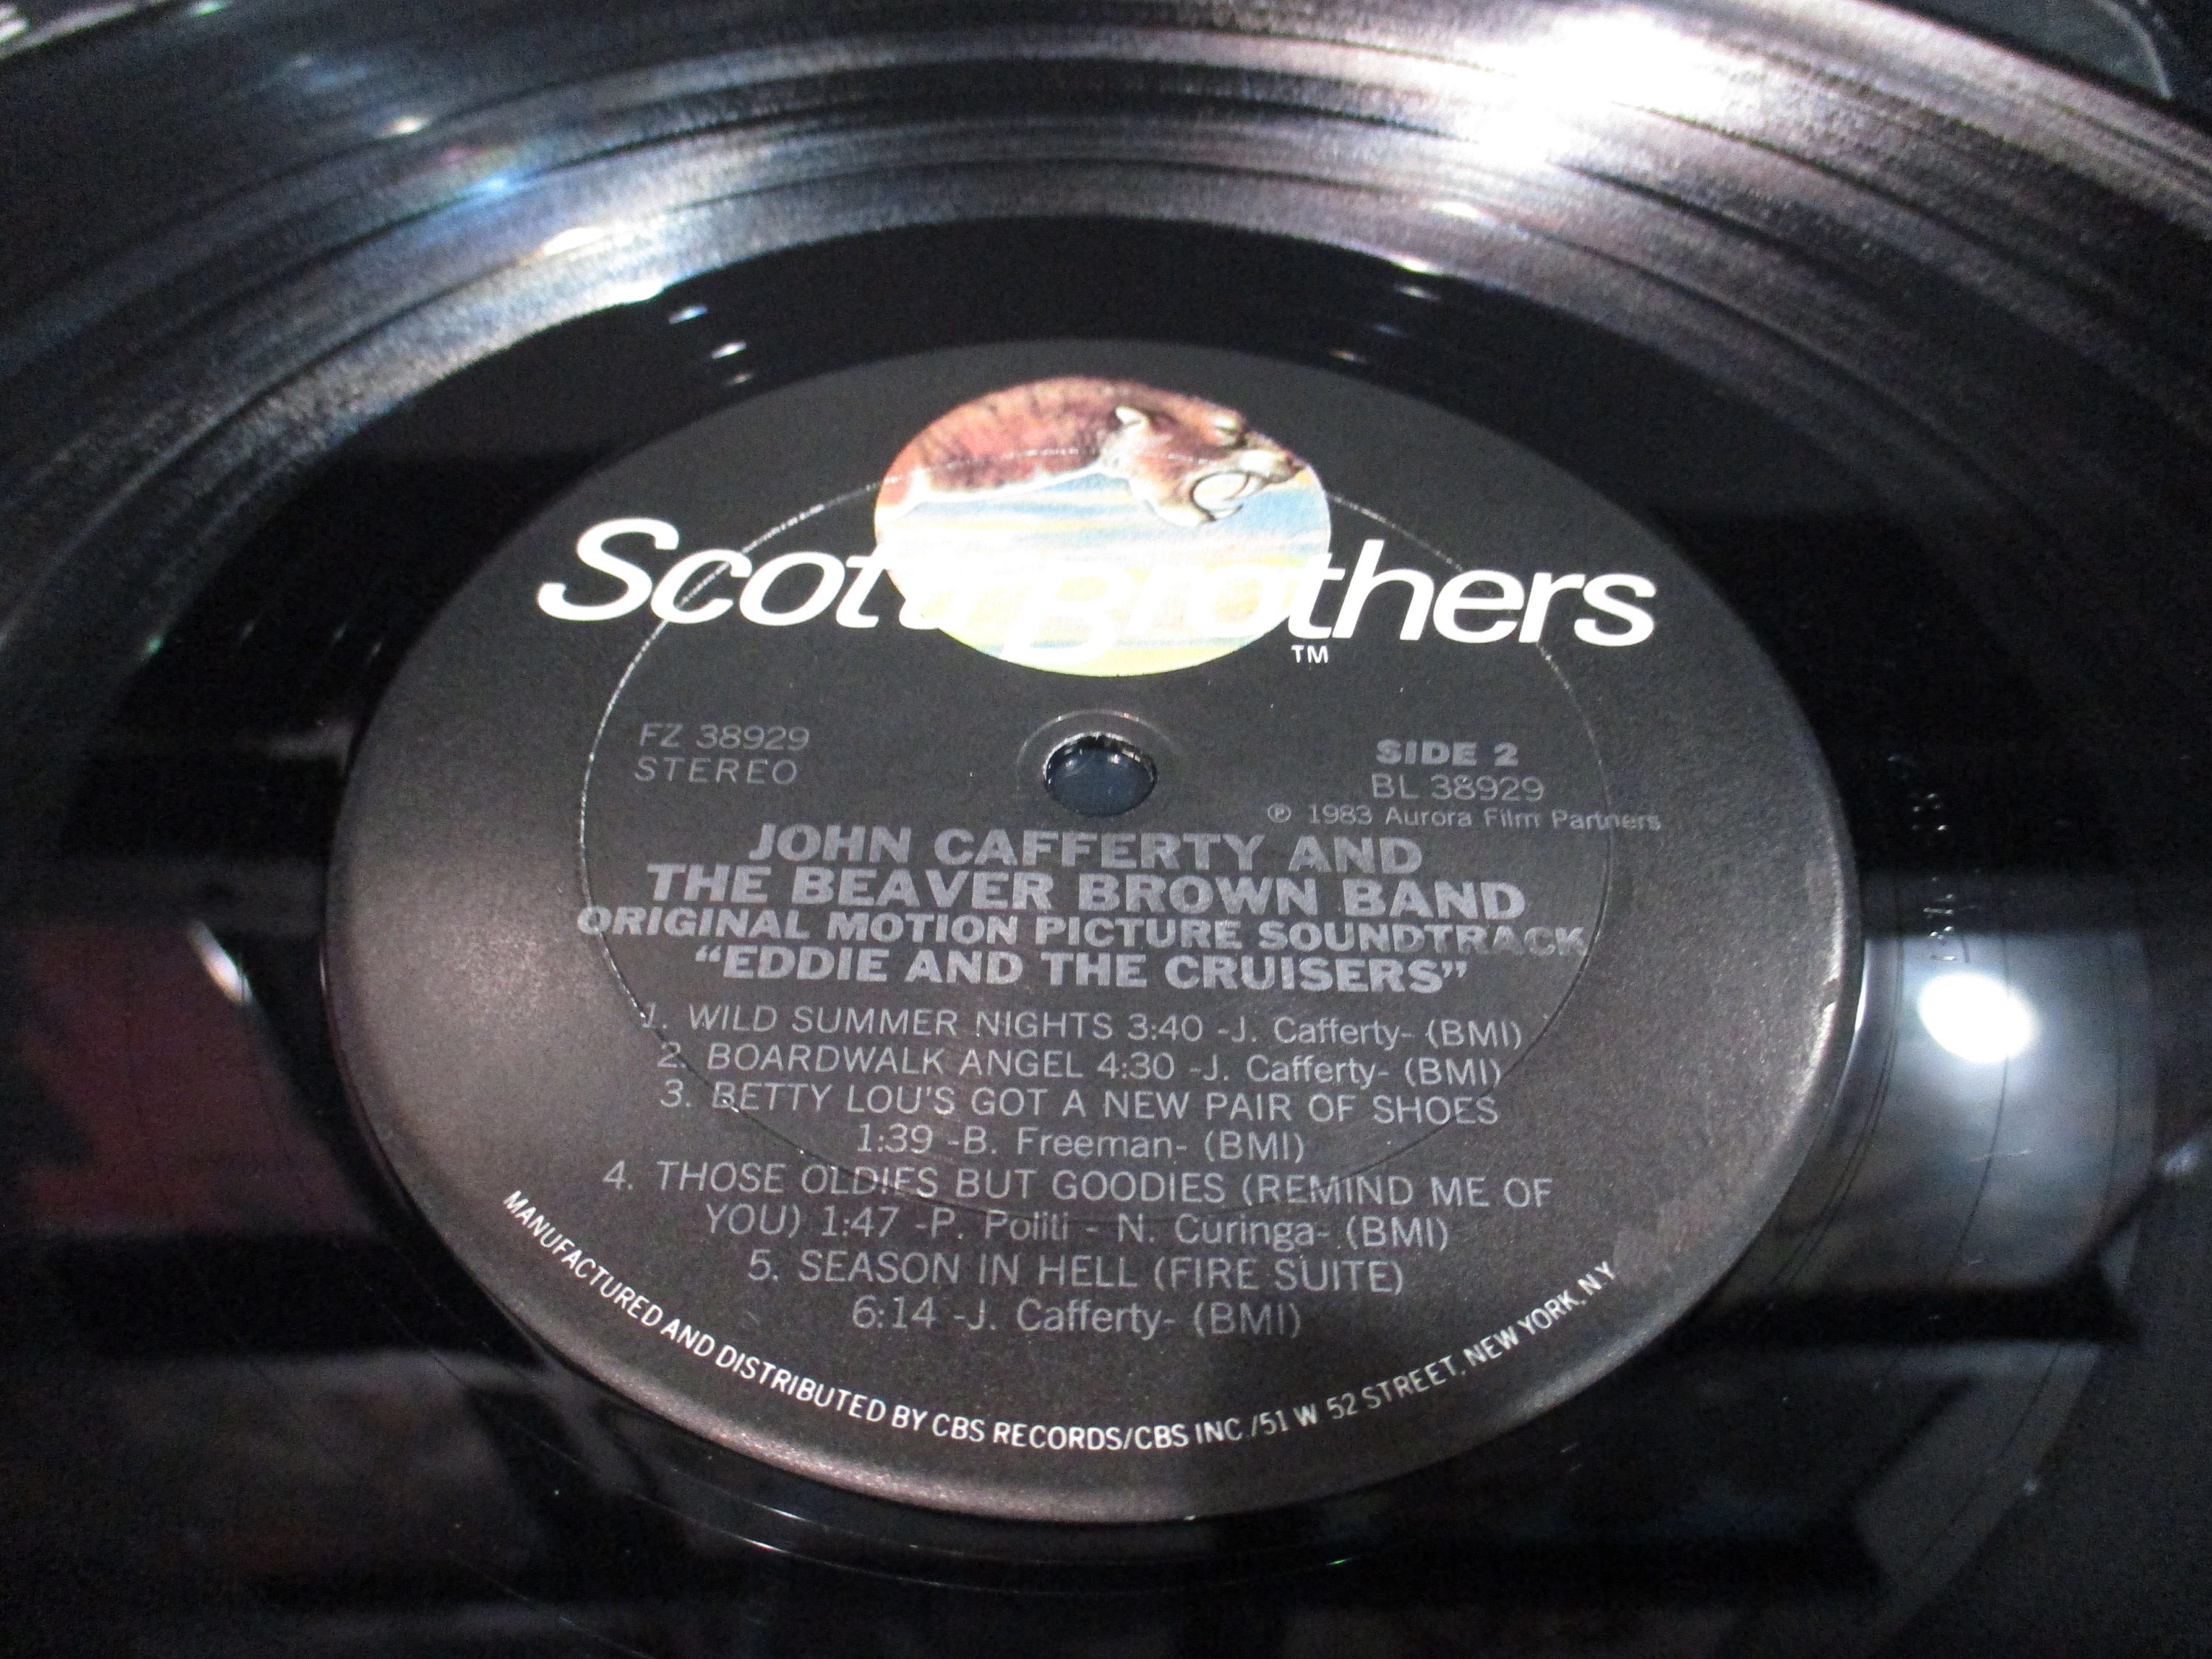 Scott Brothers
TM
FZ 38929
STEREO
SIDE 2
BL 38929
℗ 1983 Aurora Film Partners
JOHN CAFFERTY AND
THE BEAVER BROWN BAND
ORIGINAL MOTION PICTURE SOUNDTRACK
“EDDIE AND THE CRUISERS”
1. WILD SUMMER NIGHTS 3:40 -J. Cafferty- (BMI)
2. BOARDWALK ANGEL 4:30 -J. Cafferty- (BMI)
3. BETTY LOU'S GOT A NEW PAIR OF SHOES
1:39 -B. Freeman- (BMI)
4. THOSE OLDIES BUT GOODIES (REMIND ME OF
YOU) 1:47 -P. Politi - N. Curinga- (BMI)
5. SEASON IN HELL (FIRE SUITE)
6:14 -J. Cafferty- (BMI)
MANUFACTURED AND DISTRIBUTED BY CBS RECORDS/CBS INC./51 W 52 STREET, NEW YORK, N.Y